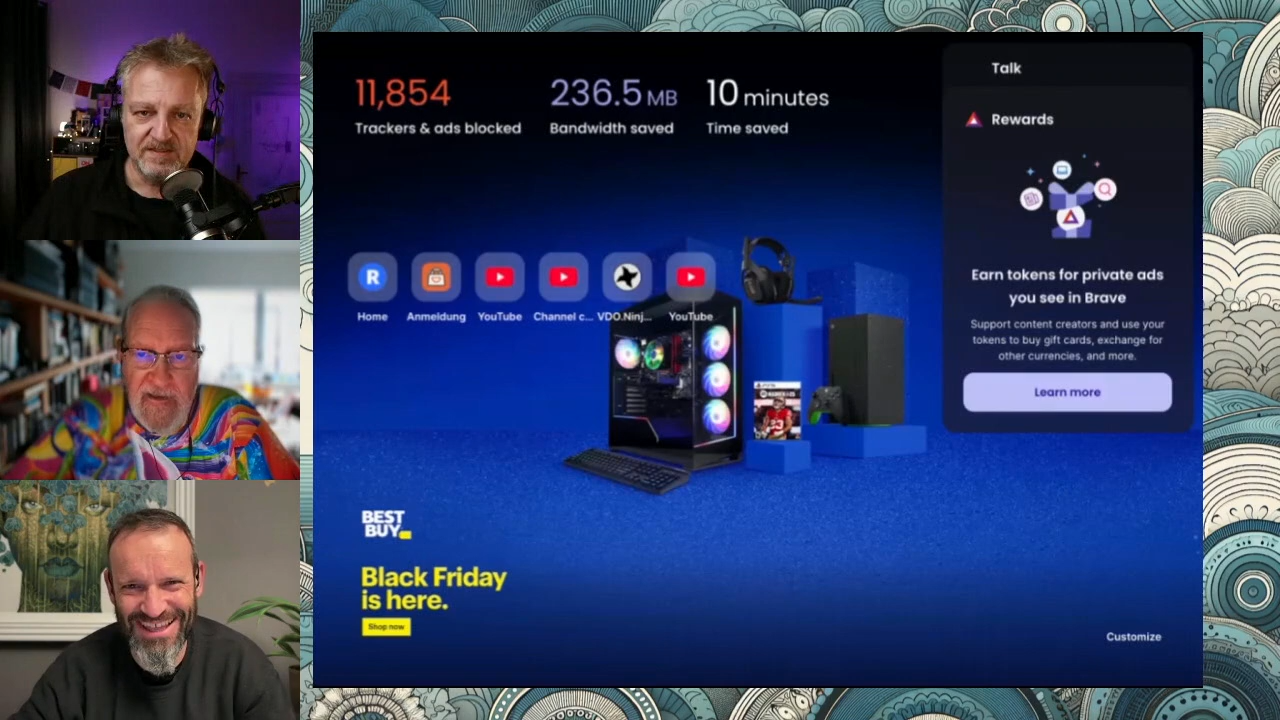 11,854
Trackers & ads blocked
236.5 MB
Bandwidth saved
10 minutes
Time saved
Talk
Rewards
Earn tokens for private ads
you see in Brave
Support content creators and use your
tokens to buy gift cards, exchange for
other currencies, and more.
Learn more
R
Home
Anmeldung
YouTube
Channel c...
VDO.Ninj...
YouTube
BEST
BUY
Black Friday
is here.
Shop now
Customize